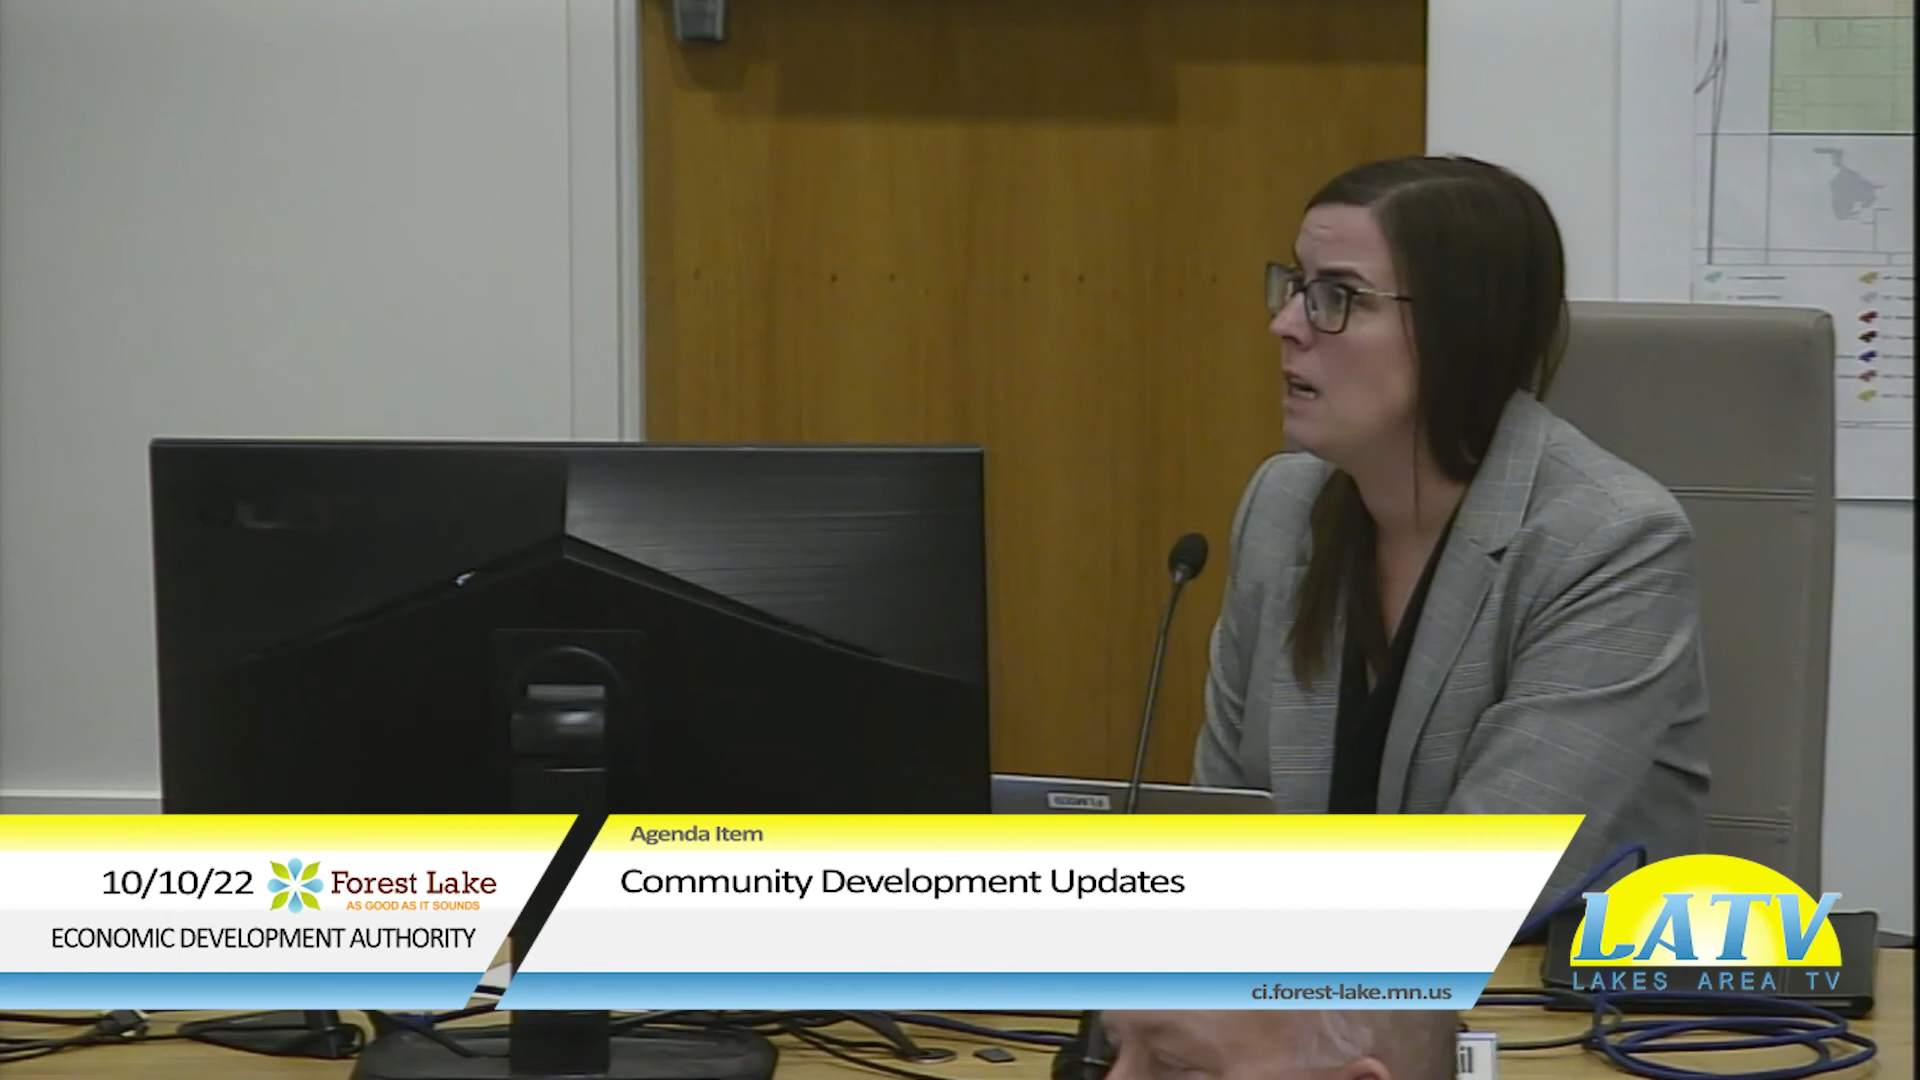 Agenda Item
10/10/22
Forest Lake
AS GOOD AS IT SOUNDS
Community Development Updates
ECONOMIC DEVELOPMENT AUTHORITY
ci.forest-lake.mn.us
LATV
LAKES AREA TV